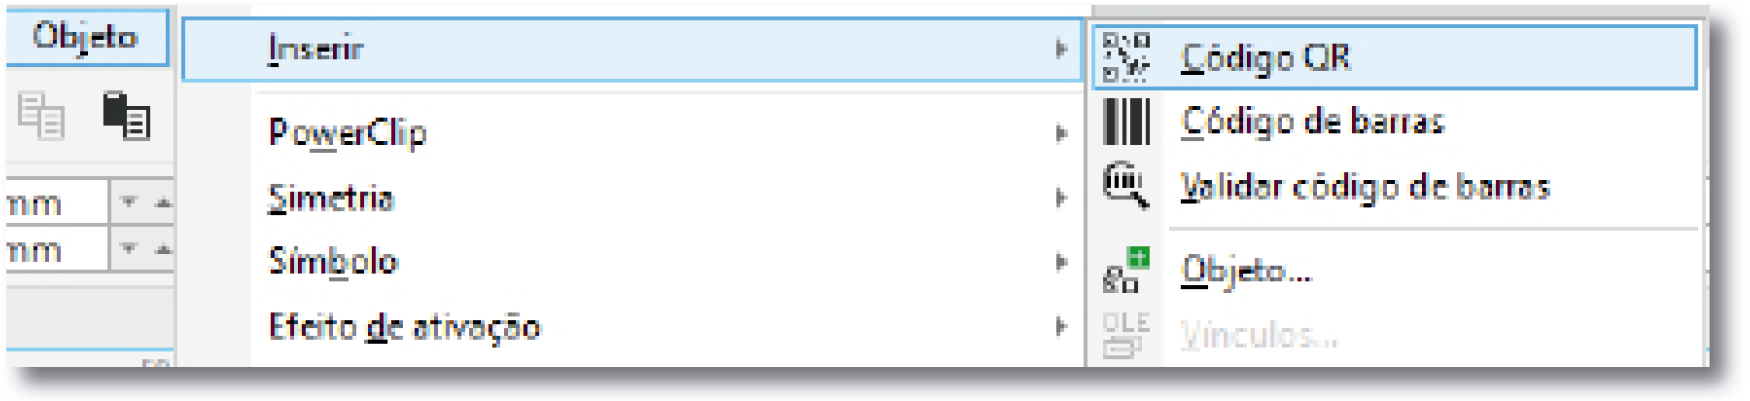 Objeto
mm
mm
Inserir
PowerClip
Simetria
Símbolo
Efeito de ativação
Código QR
Código de barras
Validar código de barras
Objeto...
OLE
Vínculos...